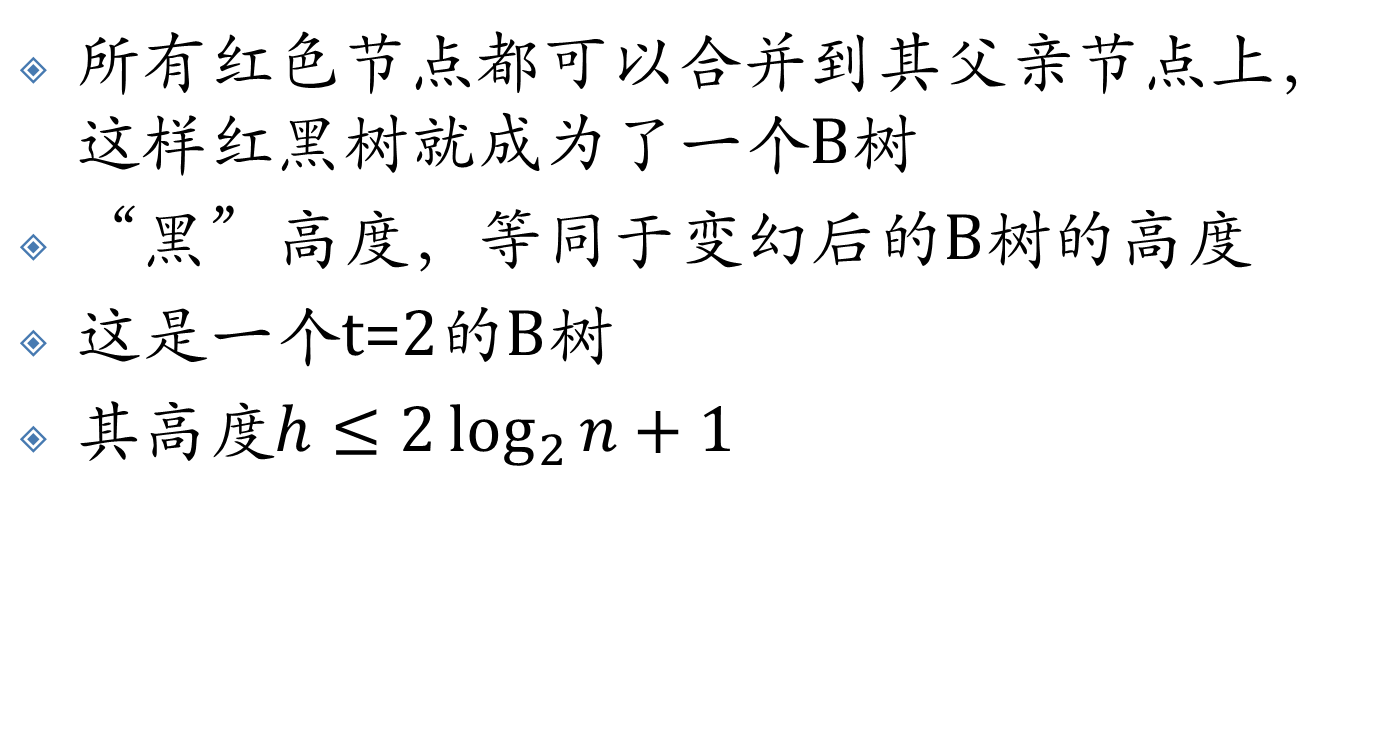 所有红色节点都可以合并到其父亲节点上，
这样红黑树就成为了一个B树
“黑”高度，等同于变幻后的B树的高度
这是一个t=2的B树
其高度h ≤ 2 log₂ n + 1